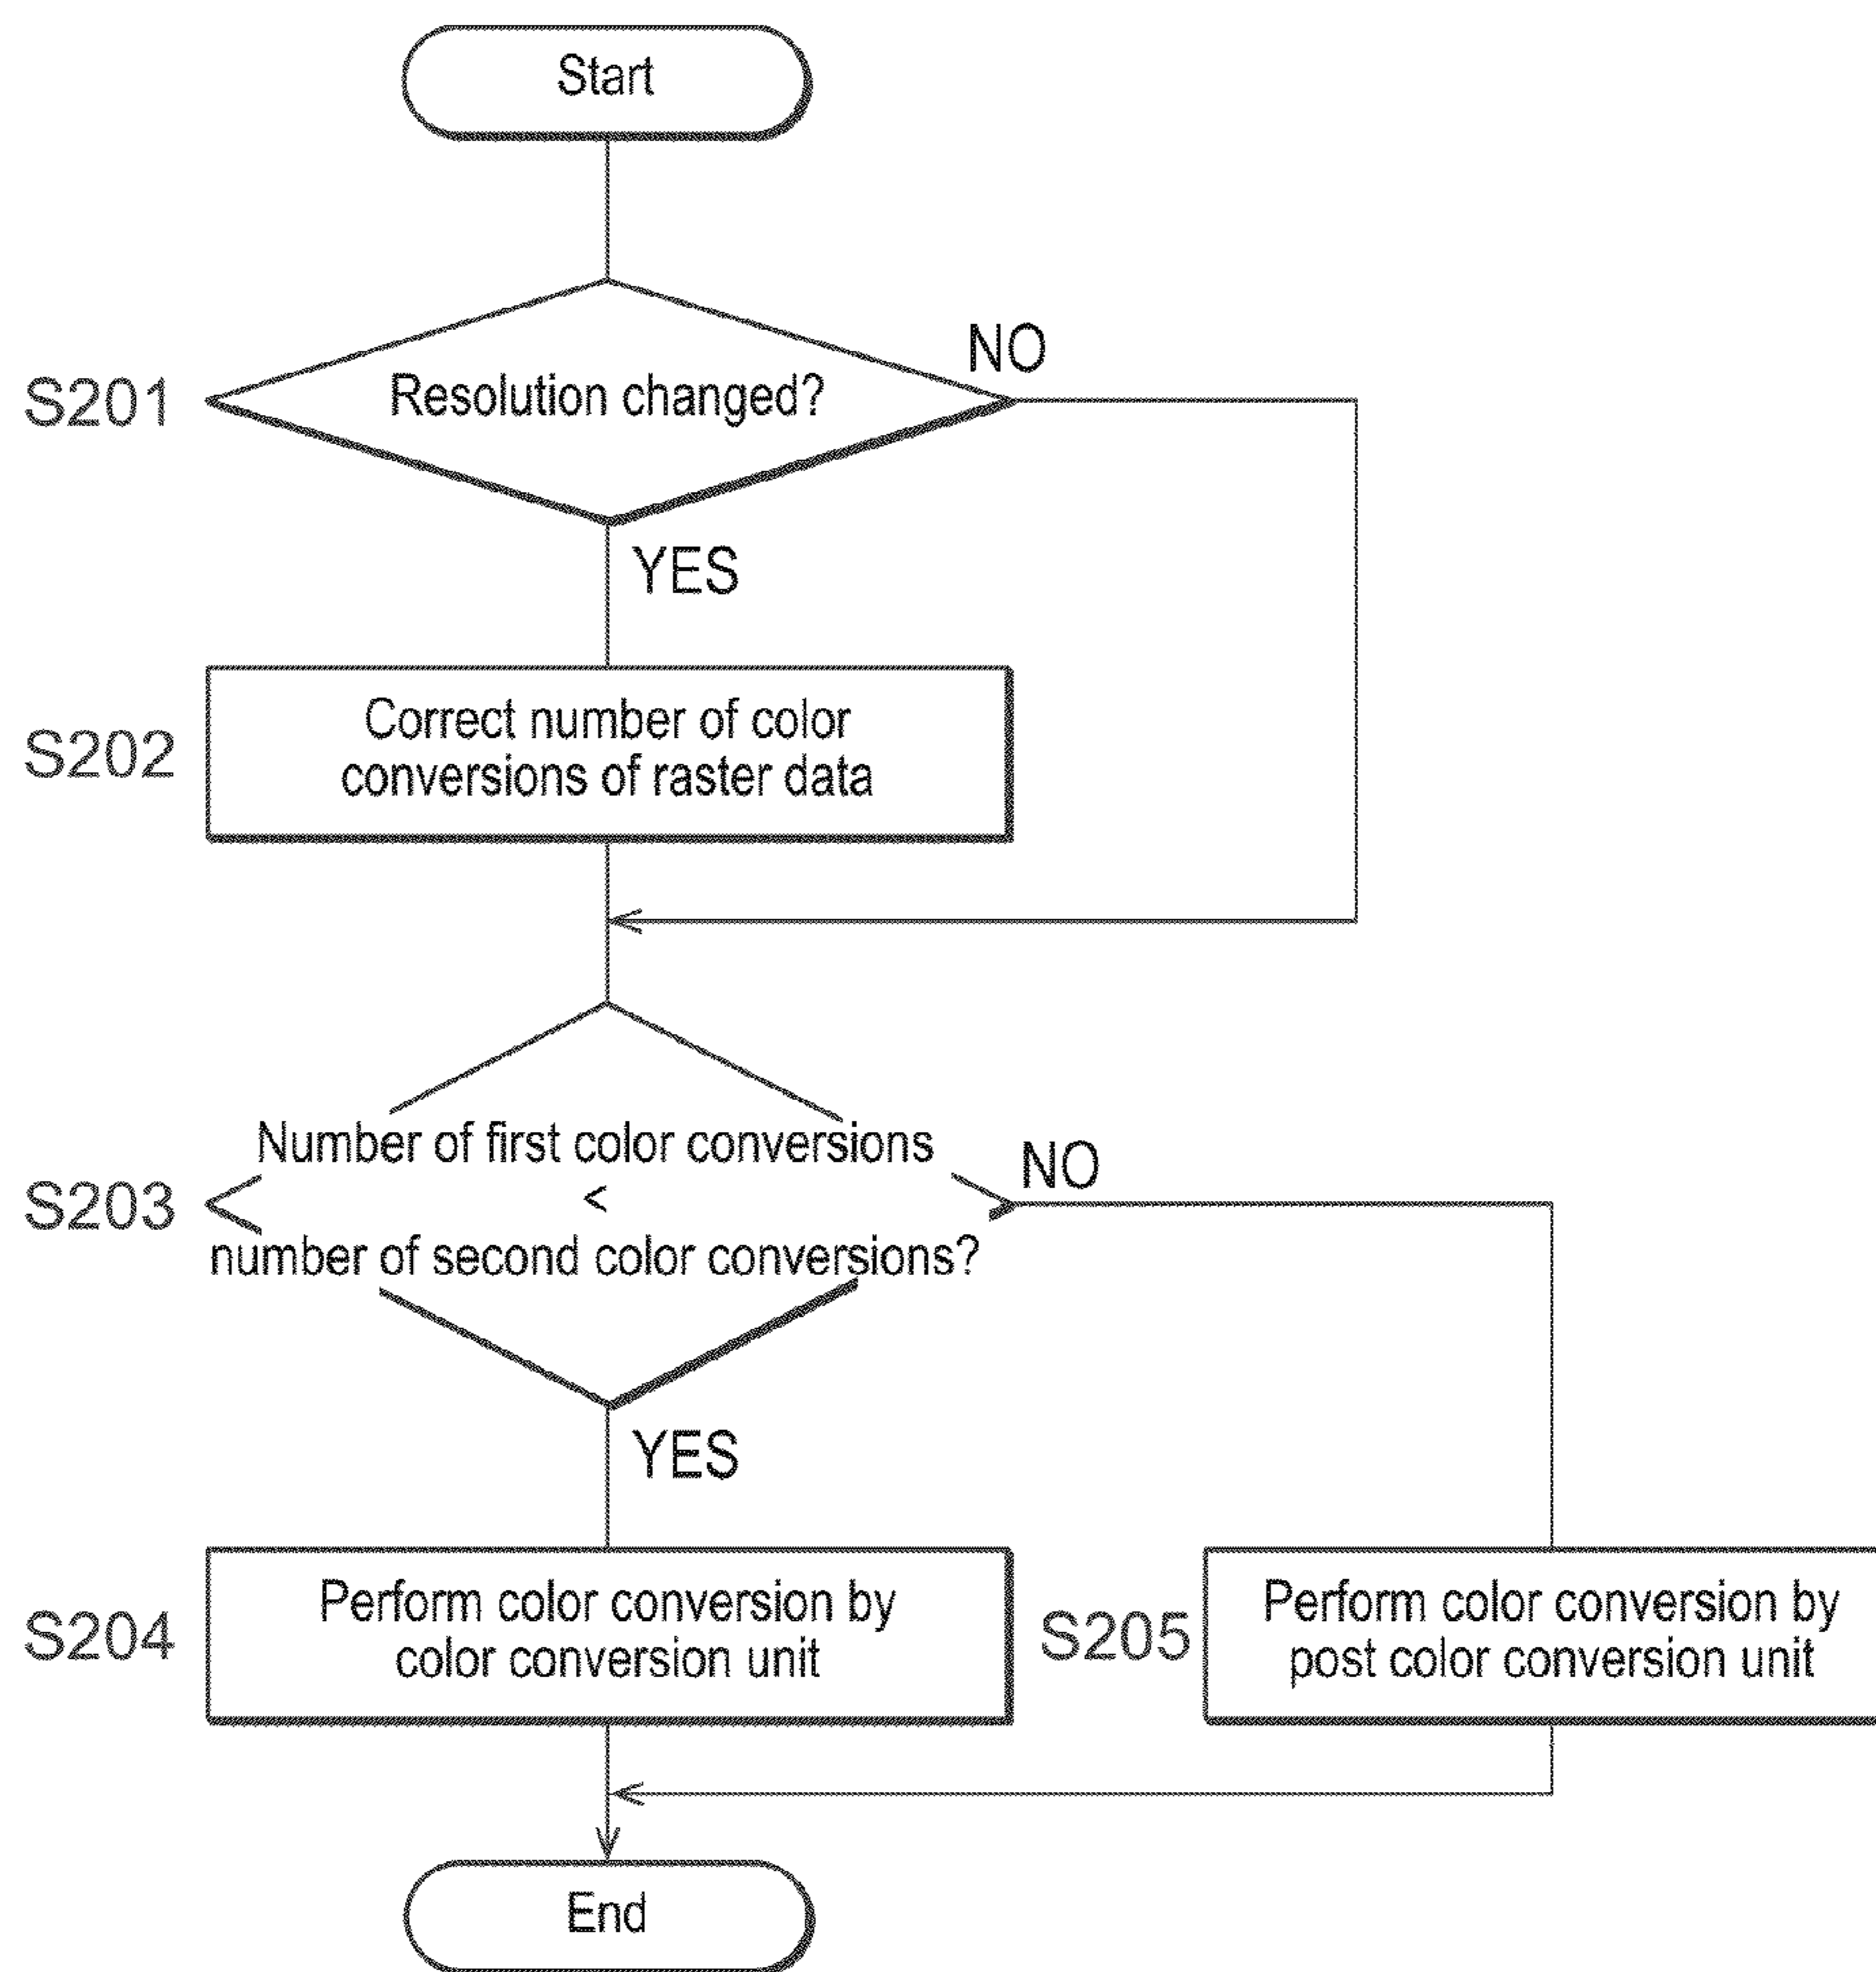 Start
S201
Resolution changed?
NO
YES
S202
Correct number of color
conversions of raster data
S203
Number of first color conversions
<
number of second color conversions?
NO
YES
S204
Perform color conversion by
color conversion unit
S205
Perform color conversion by
post color conversion unit
End